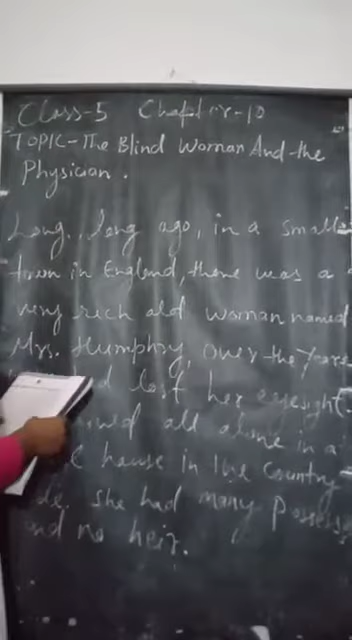 Class-5 Chapter-10
TOPIC-The Blind Woman And-the
Physician.
Long, long ago, in a small
town in England, there was a
very rich old woman named
Mrs. Humphry, over-the years
lost her eyesight.
all alone in a
house in the Country
She had many Possess
and no heir.